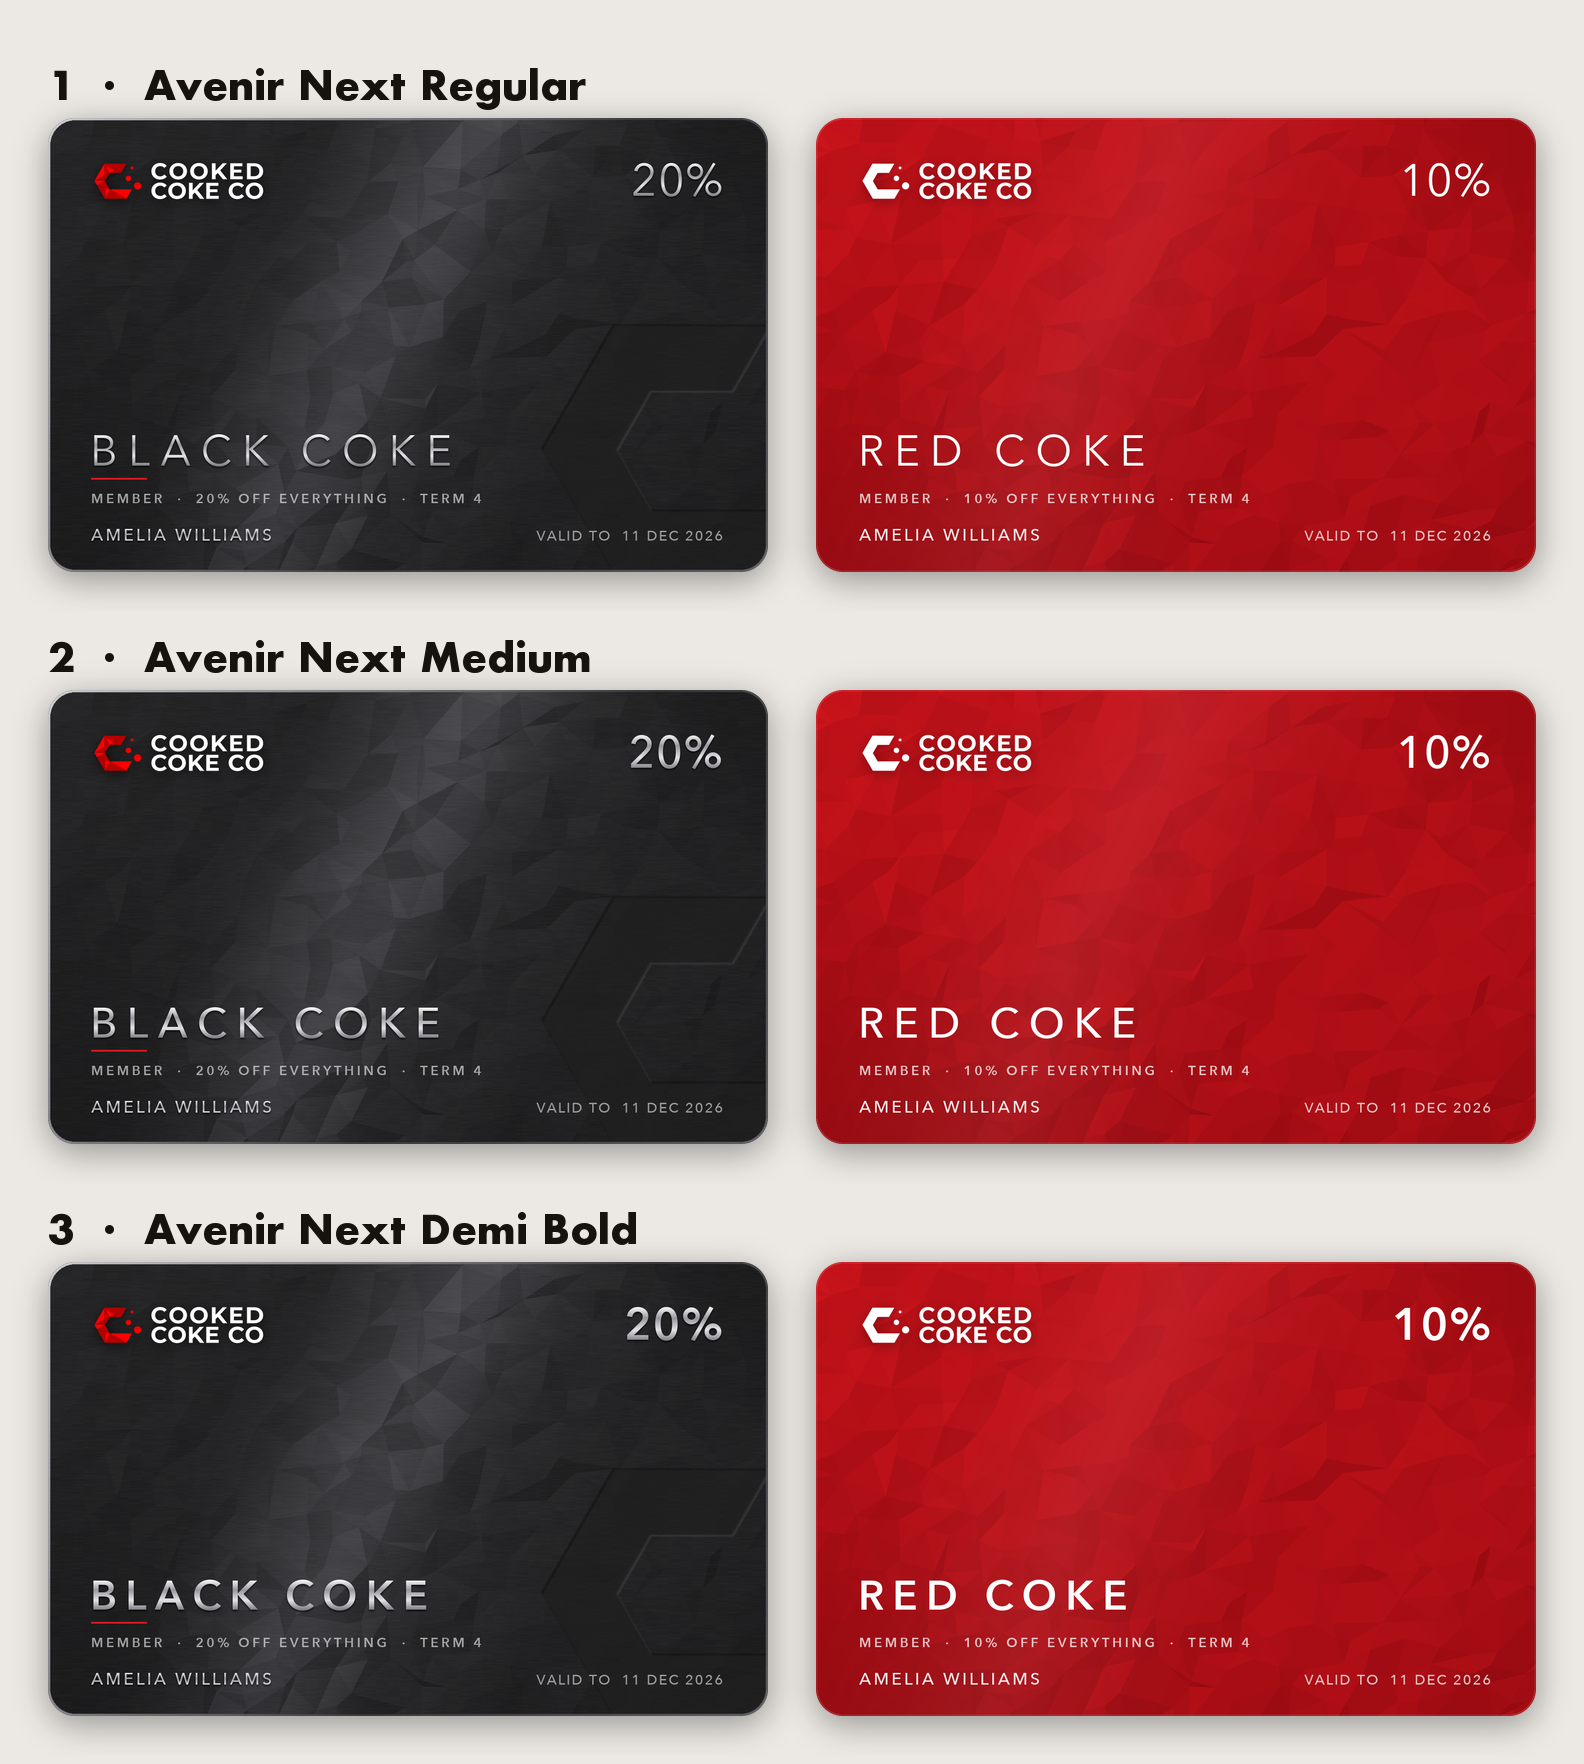 1 · Avenir Next Regular
COOKED
COKE CO
20%
BLACK COKE
MEMBER · 20% OFF EVERYTHING · TERM 4
AMELIA WILLIAMS
VALID TO 11 DEC 2026
COOKED
COKE CO
10%
RED COKE
MEMBER · 10% OFF EVERYTHING · TERM 4
AMELIA WILLIAMS
VALID TO 11 DEC 2026
2 · Avenir Next Medium
COOKED
COKE CO
20%
BLACK COKE
MEMBER · 20% OFF EVERYTHING · TERM 4
AMELIA WILLIAMS
VALID TO 11 DEC 2026
COOKED
COKE CO
10%
RED COKE
MEMBER · 10% OFF EVERYTHING · TERM 4
AMELIA WILLIAMS
VALID TO 11 DEC 2026
3 · Avenir Next Demi Bold
COOKED
COKE CO
20%
BLACK COKE
MEMBER · 20% OFF EVERYTHING · TERM 4
AMELIA WILLIAMS
VALID TO 11 DEC 2026
COOKED
COKE CO
10%
RED COKE
MEMBER · 10% OFF EVERYTHING · TERM 4
AMELIA WILLIAMS
VALID TO 11 DEC 2026